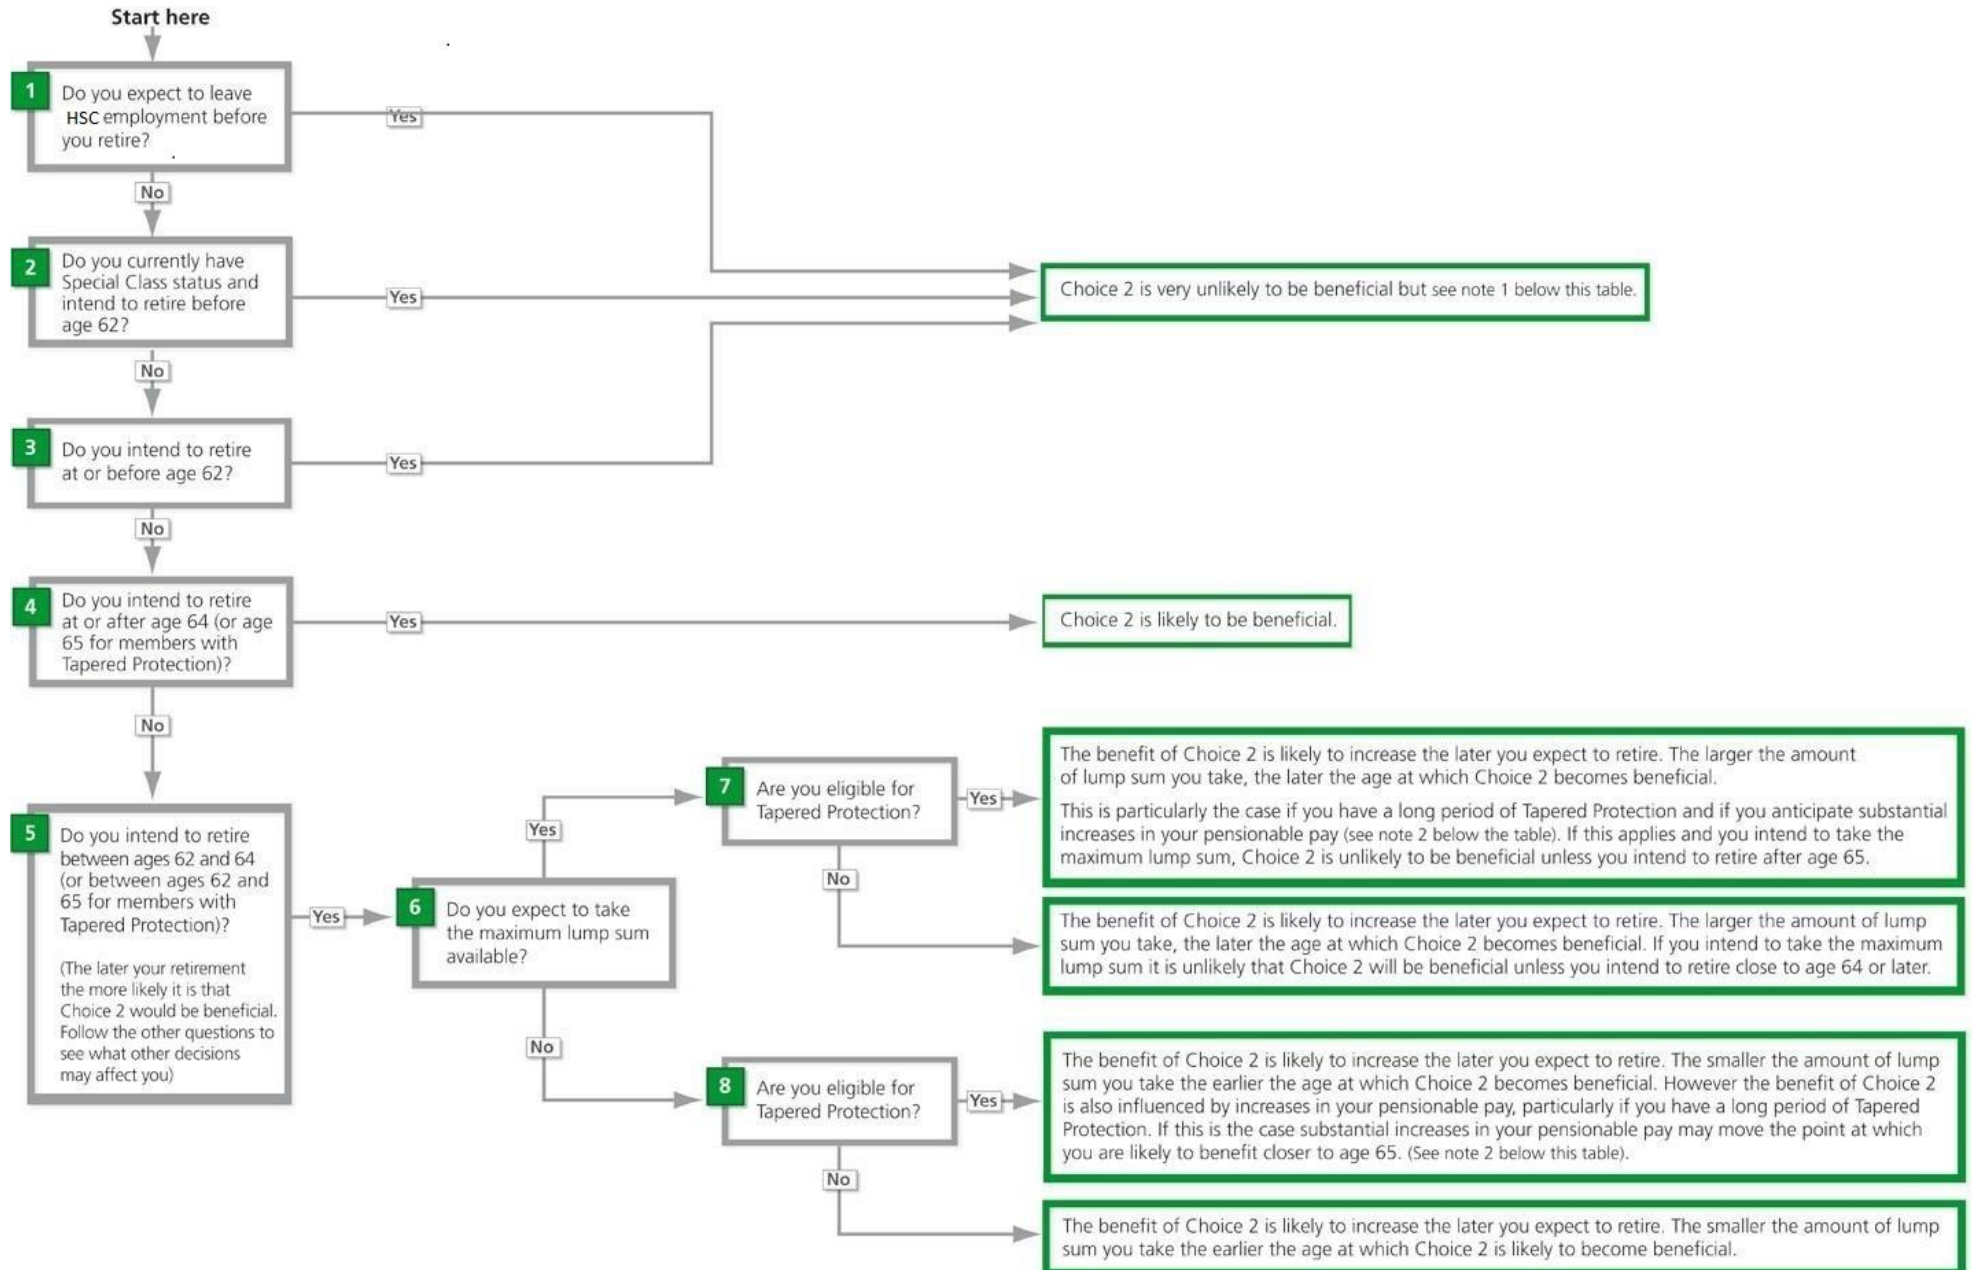 Start here
1
Do you expect to leave
HSC employment before
you retire?
Yes
No
2
Do you currently have
Special Class status and
intend to retire before
age 62?
Yes
Choice 2 is very unlikely to be beneficial but see note 1 below this table.
No
3
Do you intend to retire
at or before age 62?
Yes
No
4
Do you intend to retire
at or after age 64 (or age
65 for members with
Tapered Protection)?
Yes
Choice 2 is likely to be beneficial.
No
5
Do you intend to retire
between ages 62 and 64
(or between ages 62 and
65 for members with
Tapered Protection)?
(The later your retirement
the more likely it is that
Choice 2 would be beneficial.
Follow the other questions to
see what other decisions
may affect you)
Yes
6
Do you expect to take
the maximum lump sum
available?
Yes
7
Are you eligible for
Tapered Protection?
Yes
The benefit of Choice 2 is likely to increase the later you expect to retire. The larger the amount
of lump sum you take, the later the age at which Choice 2 becomes beneficial.
This is particularly the case if you have a long period of Tapered Protection and if you anticipate substantial
increases in your pensionable pay (see note 2 below the table). If this applies and you intend to take the
maximum lump sum, Choice 2 is unlikely to be beneficial unless you intend to retire after age 65.
No
The benefit of Choice 2 is likely to increase the later you expect to retire. The larger the amount of lump
sum you take, the later the age at which Choice 2 becomes beneficial. If you intend to take the maximum
lump sum it is unlikely that Choice 2 will be beneficial unless you intend to retire close to age 64 or later.
No
8
Are you eligible for
Tapered Protection?
Yes
The benefit of Choice 2 is likely to increase the later you expect to retire. The smaller the amount of lump
sum you take the earlier the age at which Choice 2 becomes beneficial. However the benefit of Choice 2
is also influenced by increases in your pensionable pay, particularly if you have a long period of Tapered
Protection. If this is the case substantial increases in your pensionable pay may move the point at which
you are likely to benefit closer to age 65. (See note 2 below this table).
No
The benefit of Choice 2 is likely to increase the later you expect to retire. The smaller the amount of lump
sum you take the earlier the age at which Choice 2 is likely to become beneficial.